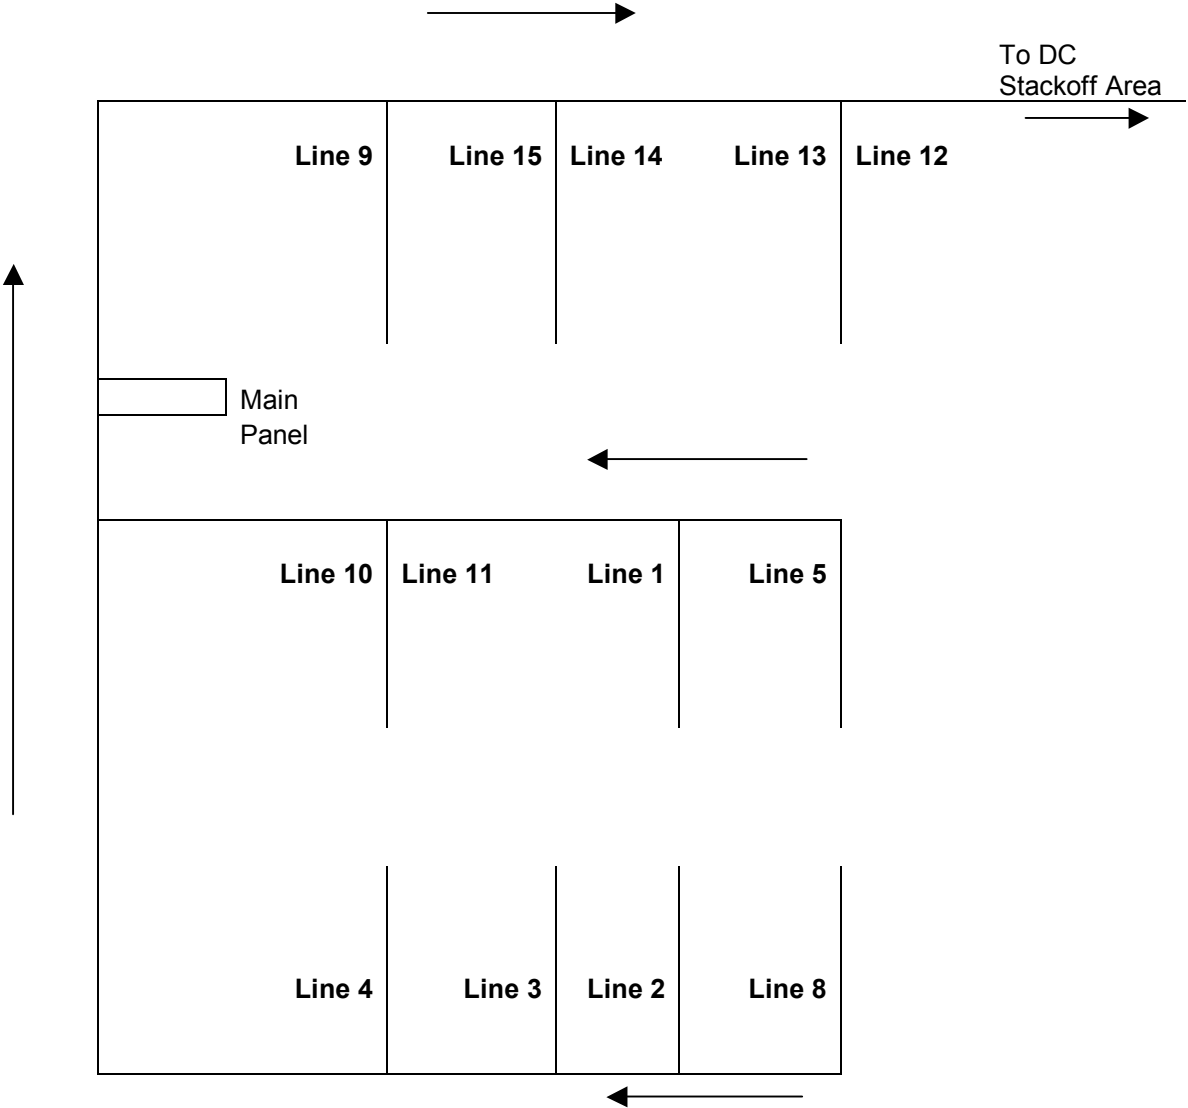 To DC
Stackoff Area
Line 9
Line 15
Line 14
Line 13
Line 12
Main
Panel
Line 10
Line 11
Line 1
Line 5
Line 4
Line 3
Line 2
Line 8